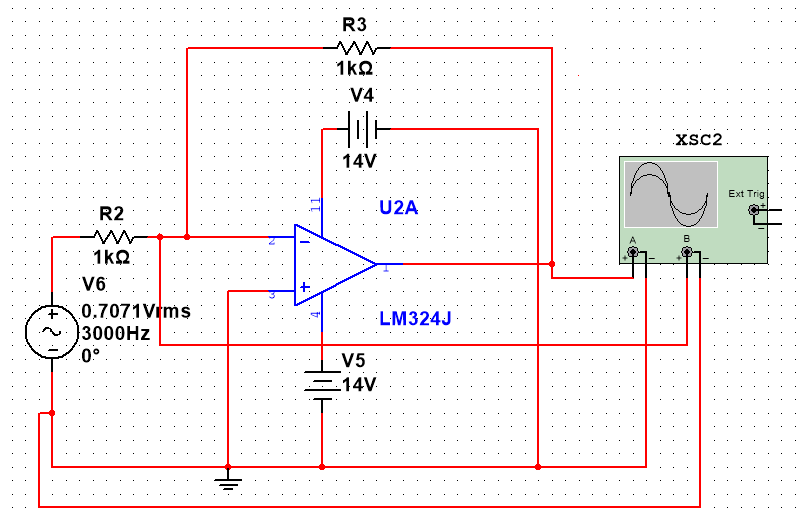 R3
1kΩ
V4
14V
XSC2
Ext Trig
+
−
A
B
+
−
+
−
11
U2A
R2
1kΩ
2
−
1
+
3
4
LM324J
V6
+
−
0.7071Vrms
3000Hz
0°
V5
14V